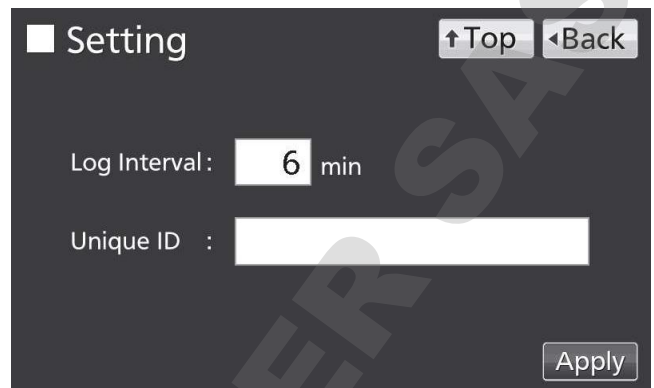 Setting
↑Top ◂Back
Log Interval: 6 min
Unique ID :
Apply